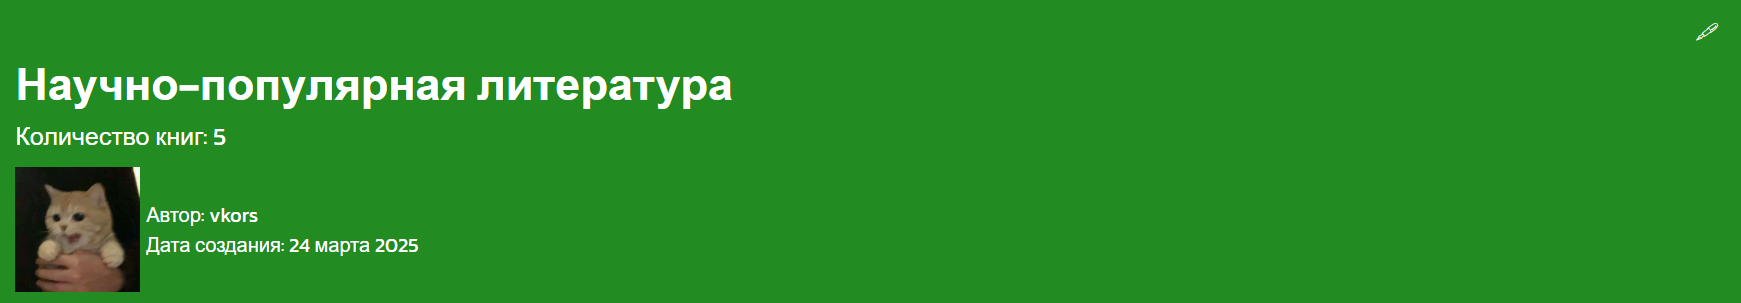 Научно-популярная литература
Количество книг: 5
Автор: vkors
Дата создания: 24 марта 2025